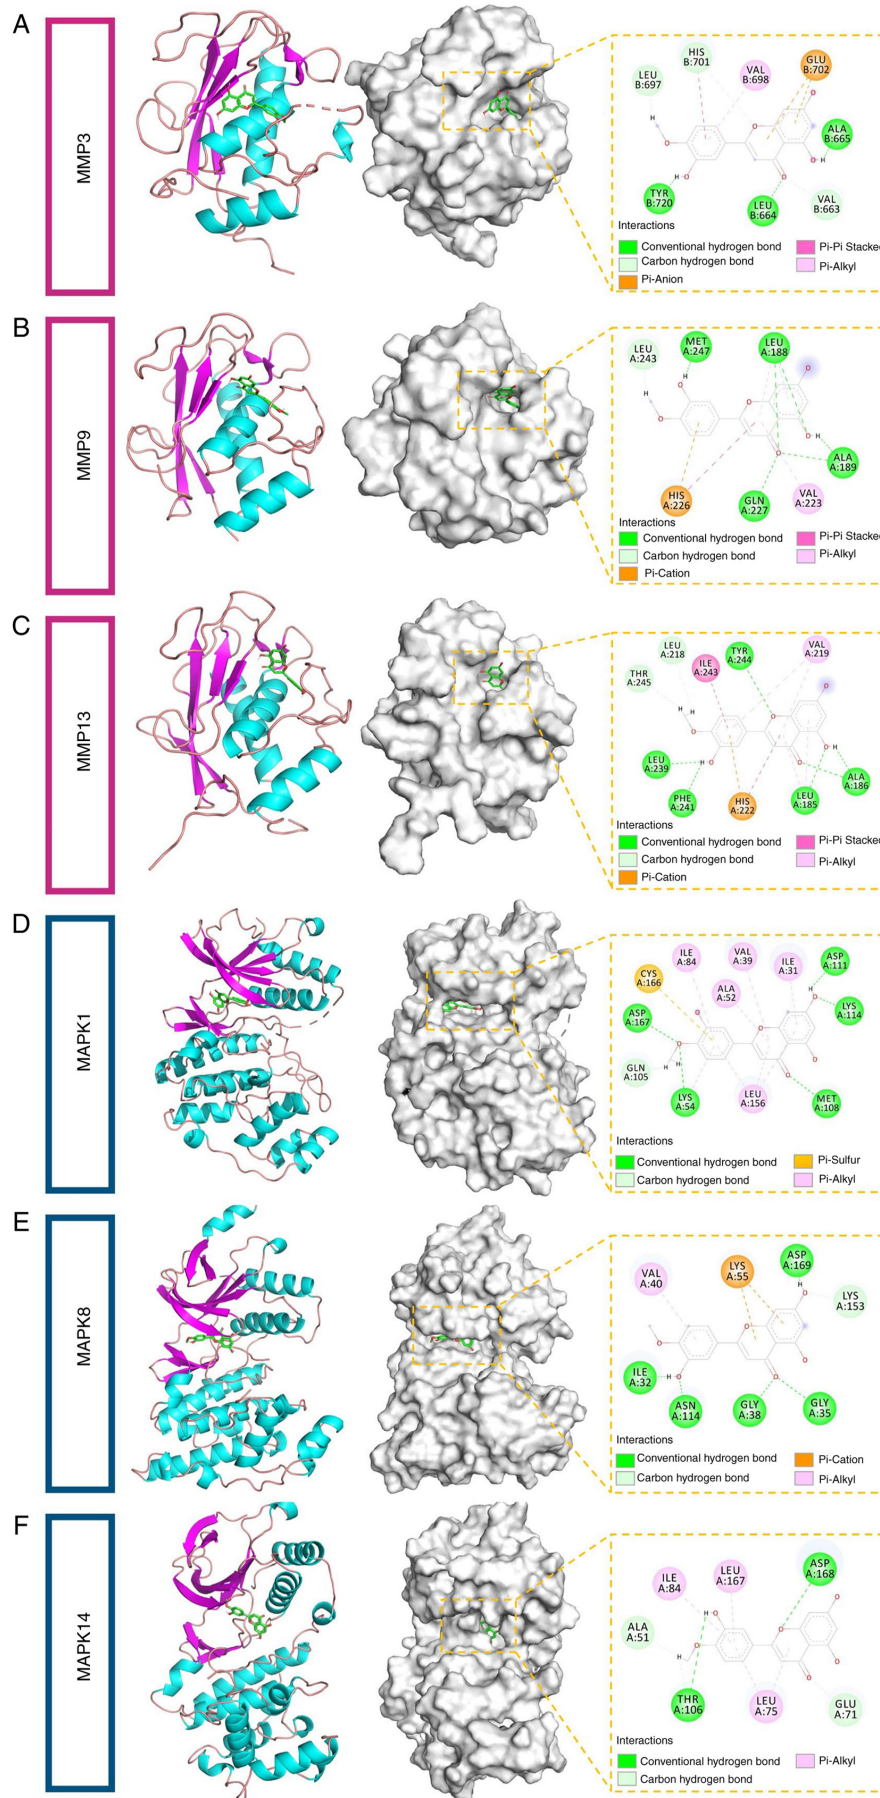 A
MMP3
LEU
B:697
HIS
B:701
VAL
B:698
GLU
B:702
ALA
B:665
TYR
B:720
LEU
B:664
VAL
B:663
Interactions
Conventional hydrogen bond
Carbon hydrogen bond
Pi-Anion
Pi-Pi Stacked
Pi-Alkyl
B
MMP9
LEU
A:243
MET
A:247
LEU
A:188
ALA
A:189
HIS
A:226
GLN
A:227
VAL
A:223
Interactions
Conventional hydrogen bond
Carbon hydrogen bond
Pi-Cation
Pi-Pi Stacked
Pi-Alkyl
C
MMP13
THR
A:245
LEU
A:218
ILE
A:243
TYR
A:244
VAL
A:219
LEU
A:239
PHE
A:241
HIS
A:222
LEU
A:185
ALA
A:186
Interactions
Conventional hydrogen bond
Carbon hydrogen bond
Pi-Cation
Pi-Pi Stacked
Pi-Alkyl
D
MAPK1
CYS
A:166
ILE
A:84
VAL
A:39
ALA
A:52
ILE
A:31
ASP
A:111
LYS
A:114
ASP
A:167
GLN
A:105
LYS
A:54
LEU
A:156
MET
A:108
Interactions
Conventional hydrogen bond
Carbon hydrogen bond
Pi-Sulfur
Pi-Alkyl
E
MAPK8
VAL
A:40
LYS
A:55
ASP
A:169
LYS
A:153
ILE
A:32
ASN
A:114
GLY
A:38
GLY
A:35
Interactions
Conventional hydrogen bond
Carbon hydrogen bond
Pi-Cation
Pi-Alkyl
F
MAPK14
ALA
A:51
ILE
A:84
LEU
A:167
ASP
A:168
THR
A:106
LEU
A:75
GLU
A:71
Interactions
Conventional hydrogen bond
Carbon hydrogen bond
Pi-Alkyl